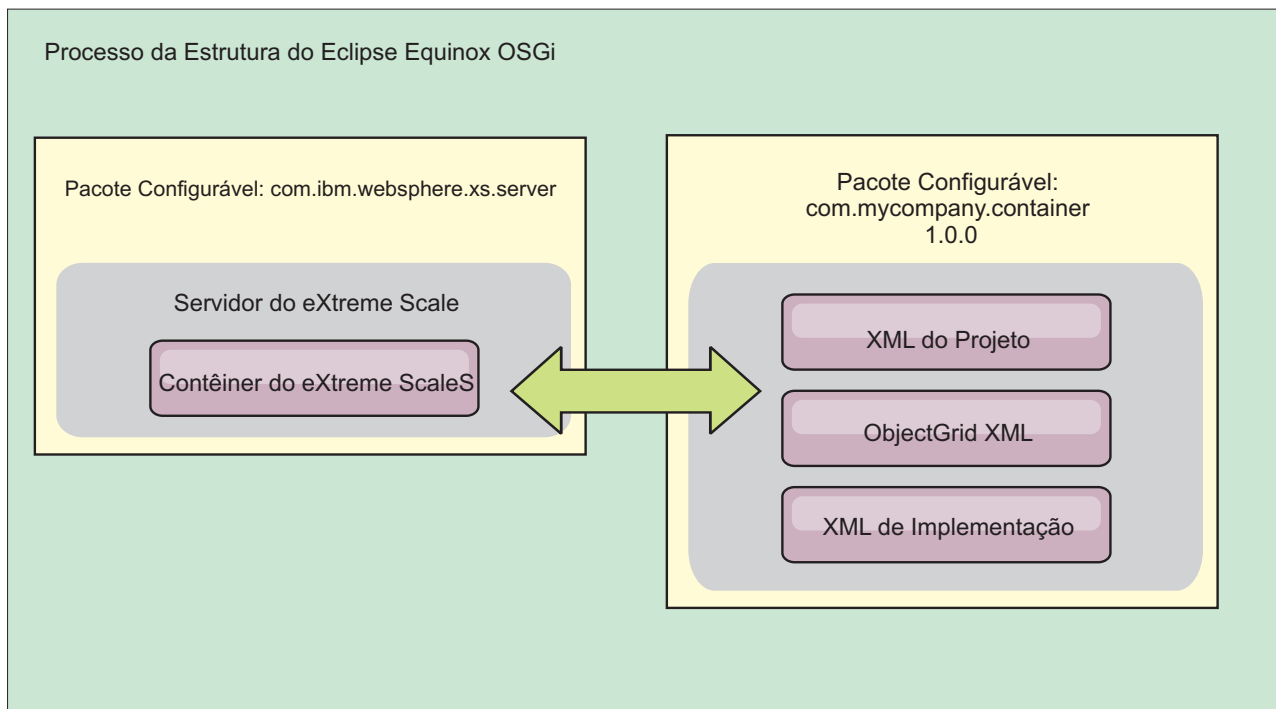 Processo da Estrutura do Eclipse Equinox OSGi
Pacote Configurável: com.ibm.websphere.xs.server
Servidor do eXtreme Scale
Contêiner do eXtreme ScaleS
Pacote Configurável:
com.mycompany.container
1.0.0
XML do Projeto
ObjectGrid XML
XML de Implementação